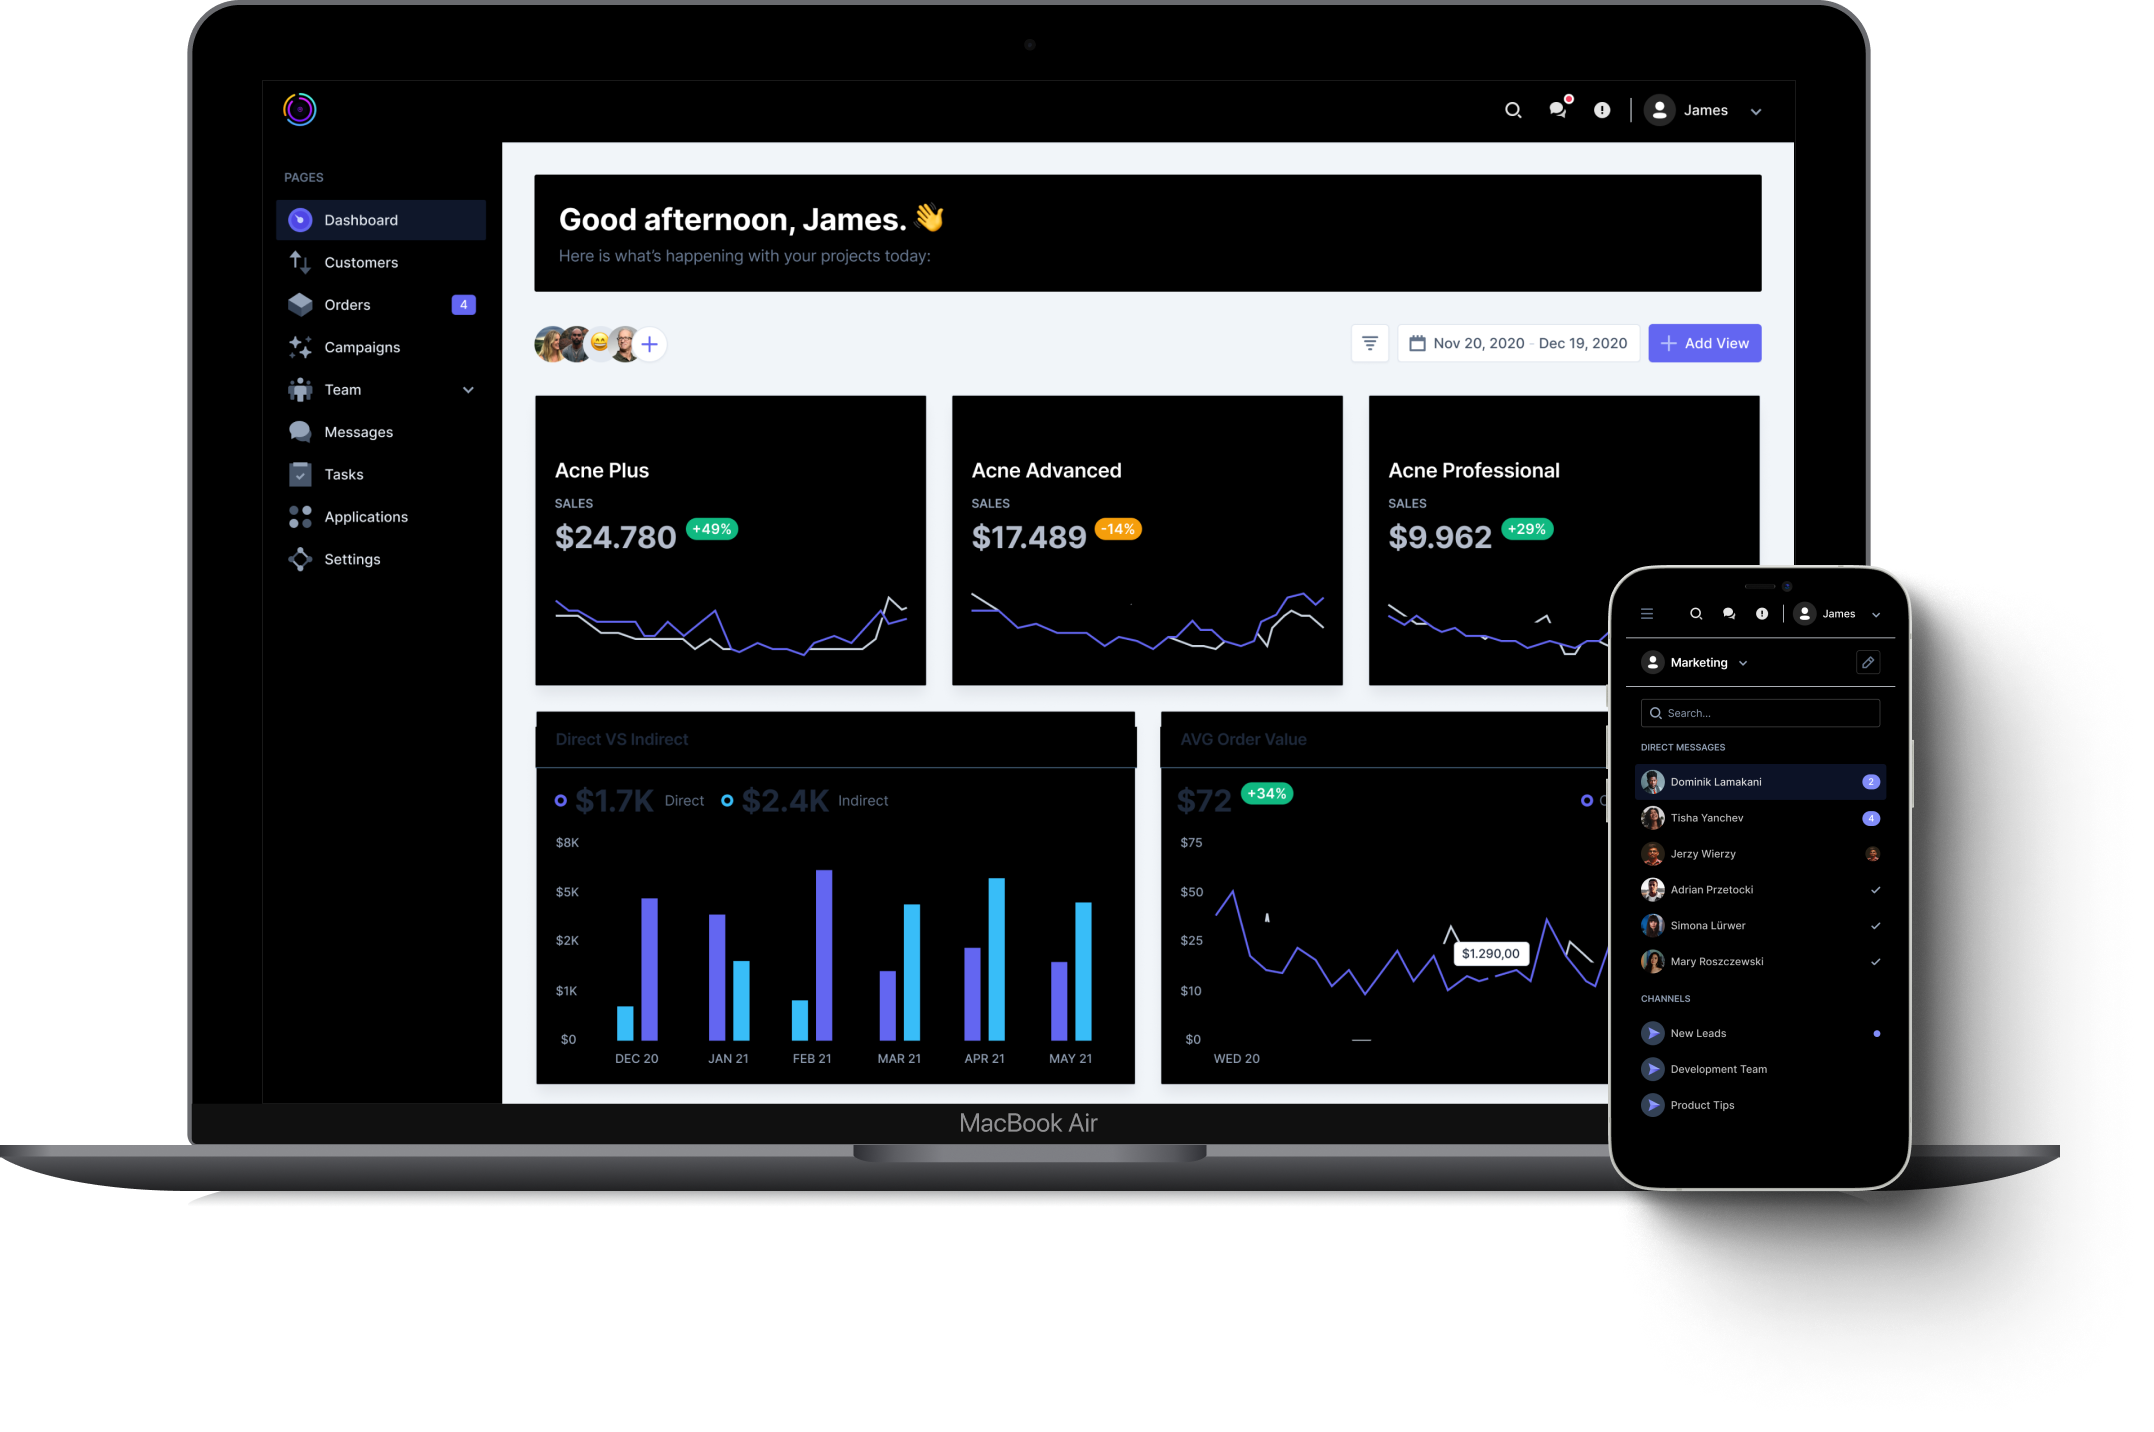 James
PAGES
Dashboard
Customers
Orders 4
Campaigns
Team
Messages
Tasks
Applications
Settings
Good afternoon, James. 👋
Here is what's happening with your projects today:
Nov 20, 2020 - Dec 19, 2020
Add View
Acne Plus
SALES
$24.780 +49%
Acne Advanced
SALES
$17.489 -14%
Acne Professional
SALES
$9.962 +29%
Direct VS Indirect
$1.7K Direct $2.4K Indirect
$8K
$5K
$2K
$1K
$0
DEC 20 JAN 21 FEB 21 MAR 21 APR 21 MAY 21
AVG Order Value
$72 +34%
$75
$50
$25
$10
$0
$1.290,00
WED 20
MacBook Air
James
Marketing
Search...
DIRECT MESSAGES
Dominik Lamakani 2
Tisha Yanchev 4
Jerzy Wierzy
Adrian Przetocki
Simona Lürwer
Mary Roszczewski
CHANNELS
New Leads
Development Team
Product Tips